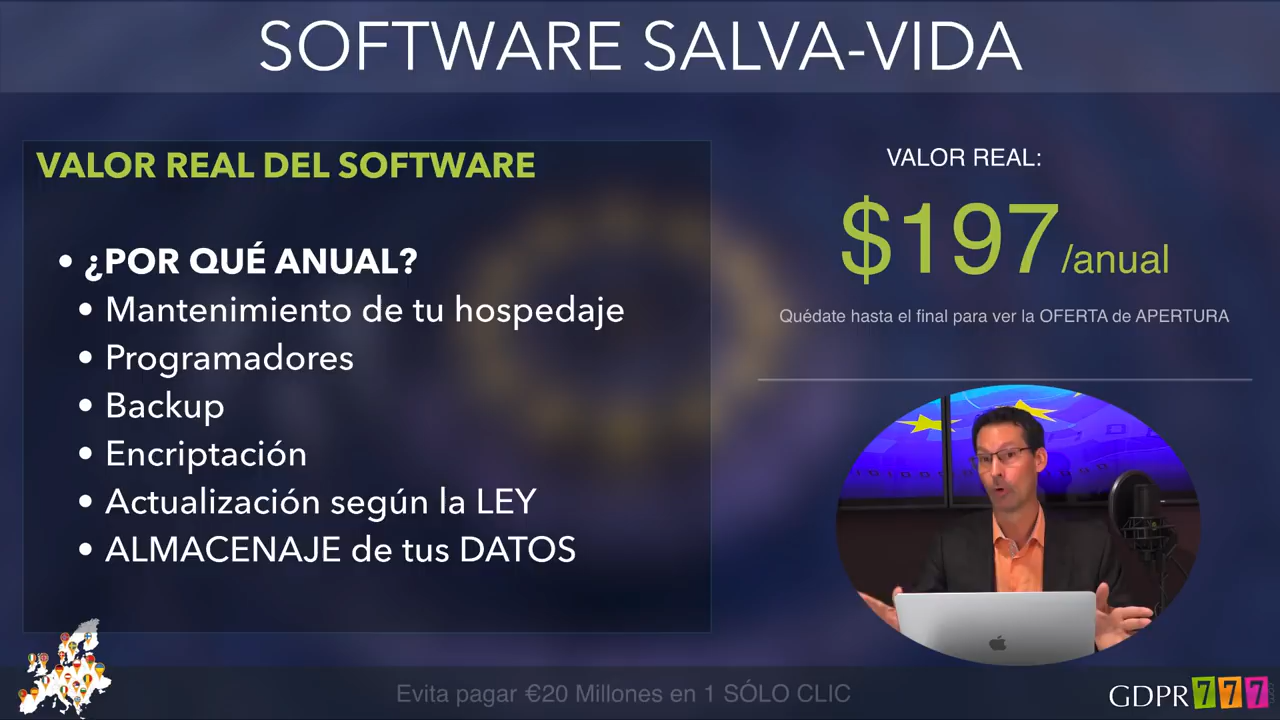 SOFTWARE SALVA-VIDA
VALOR REAL DEL SOFTWARE
• ¿POR QUÉ ANUAL?
• Mantenimiento de tu hospedaje
• Programadores
• Backup
• Encriptación
• Actualización según la LEY
• ALMACENAJE de tus DATOS
VALOR REAL:
$197/anual
Quédate hasta el final para ver la OFERTA de APERTURA
Evita pagar €20 Millones en 1 SÓLO CLIC
GDPR777